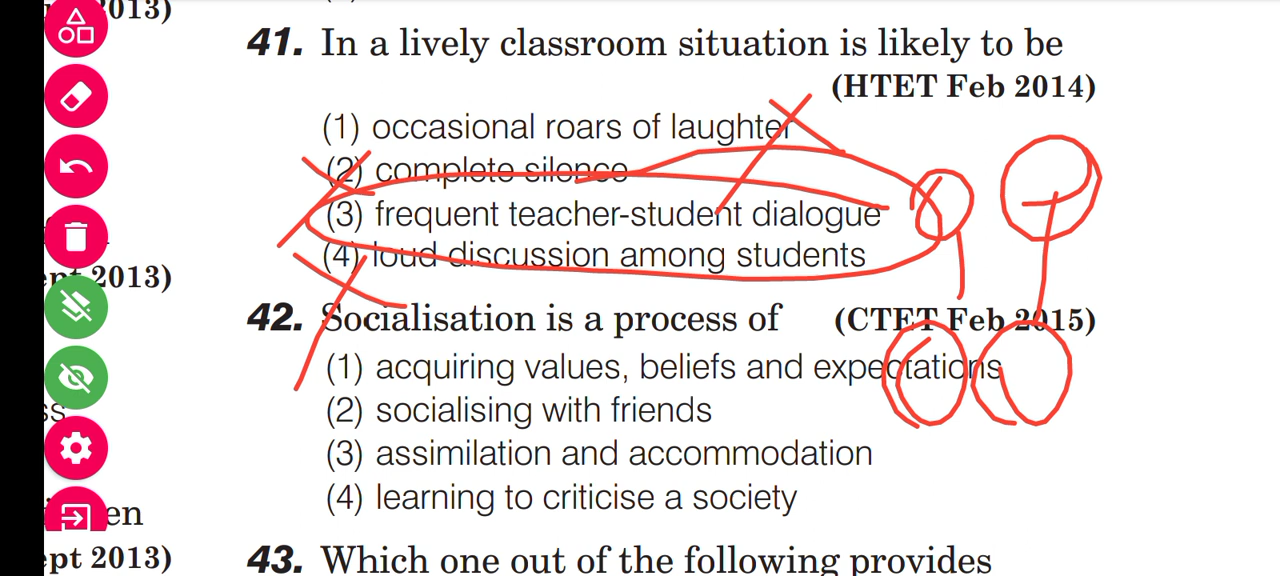 2013)
41. In a lively classroom situation is likely to be
(HTET Feb 2014)
(1) occasional roars of laughter
(2) complete silence
(3) frequent teacher-student dialogue
(4) loud discussion among students
2013)
42. Socialisation is a process of (CTET Feb 2015)
(1) acquiring values, beliefs and expectations
(2) socialising with friends
(3) assimilation and accommodation
(4) learning to criticise a society
en
ept 2013)
43. Which one out of the following provides